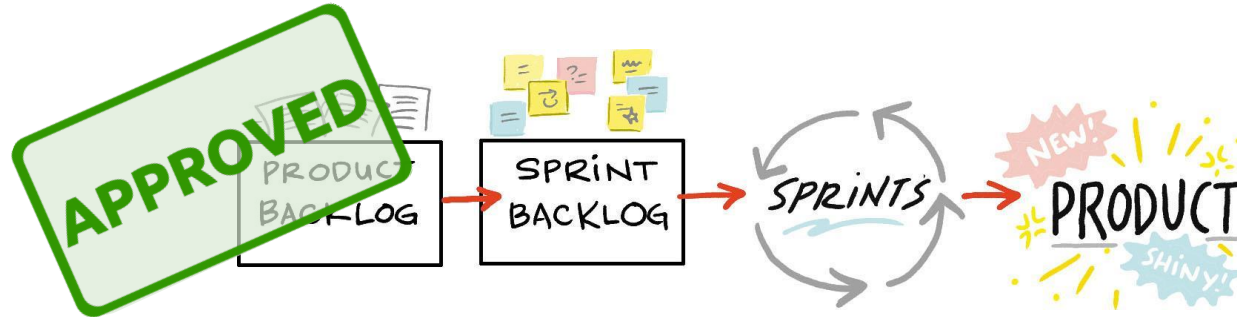 APPROVED
PRODUCT
BACKLOG
SPRINT
BACKLOG
SPRINTS
NEW!
PRODUCT
SHINY!